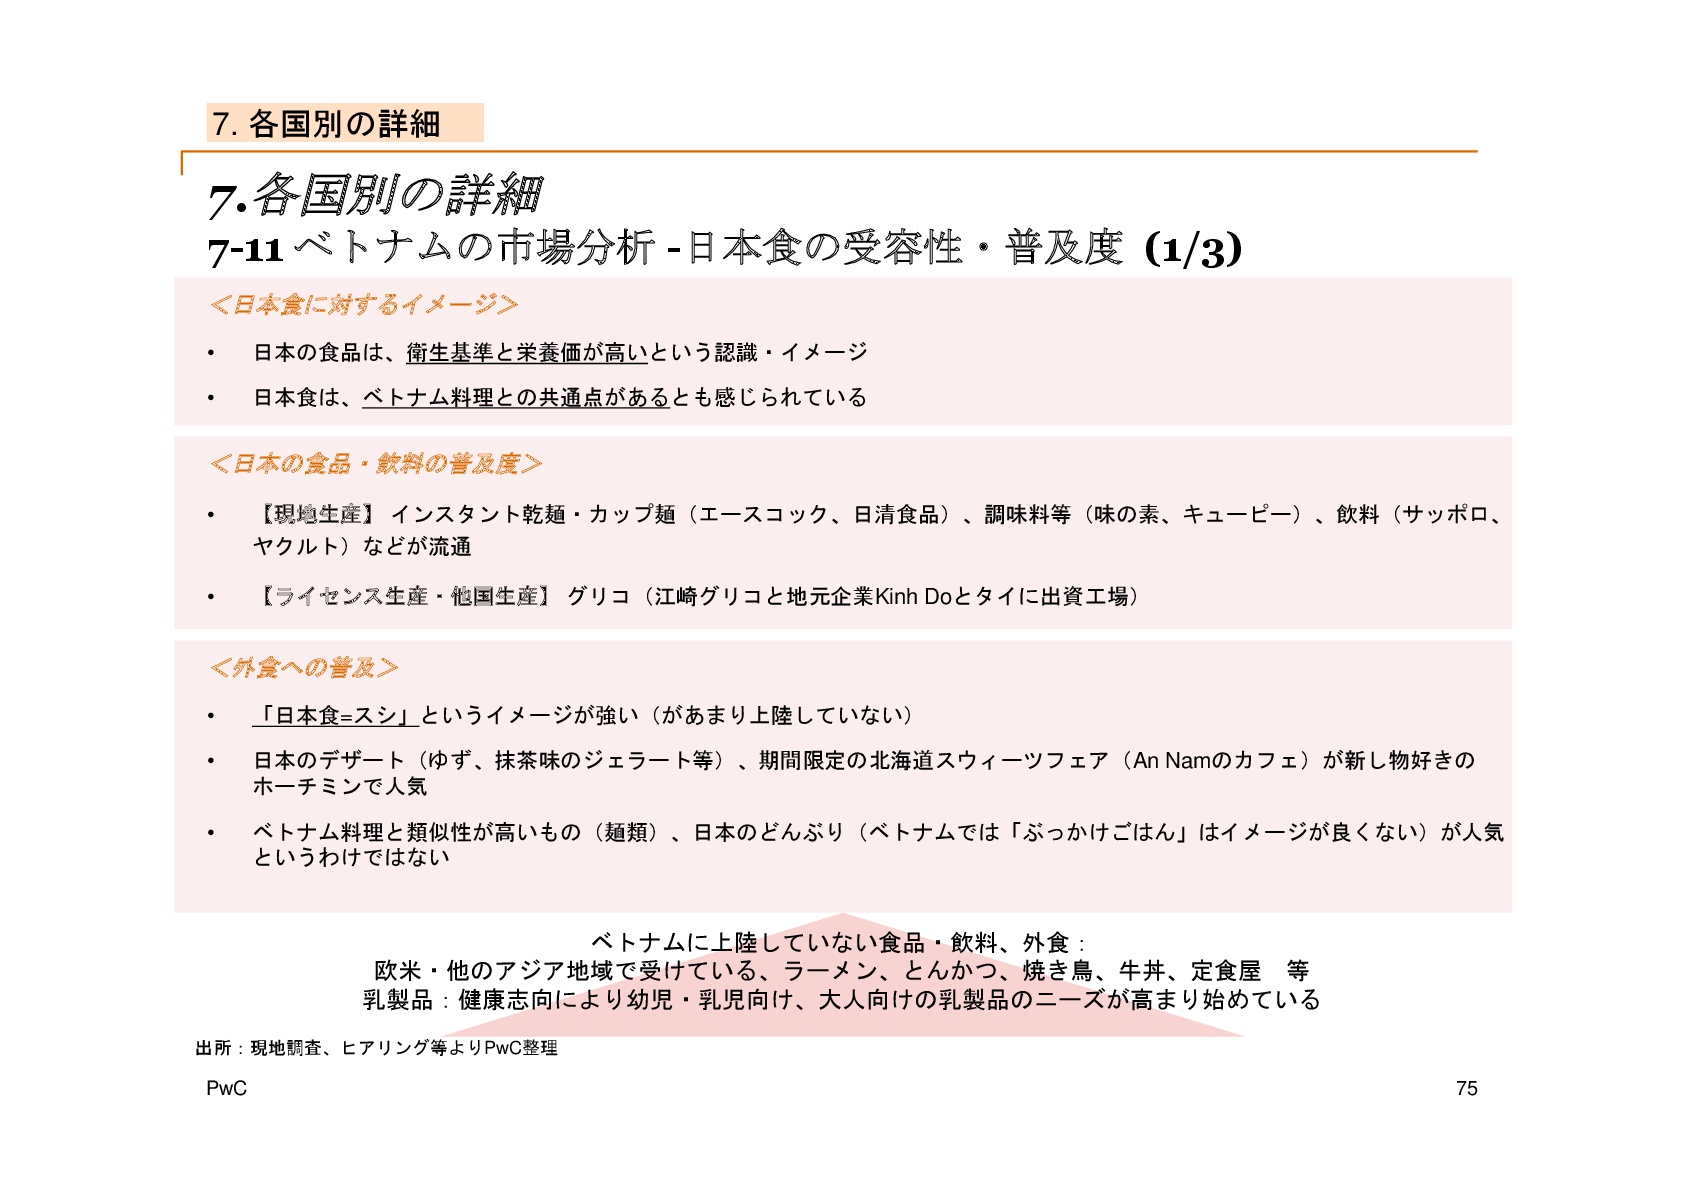 7. 各国別の詳細
7.各国別の詳細
7-11 ベトナムの市場分析 -日本食の受容性・普及度 (1/3)
＜日本食に対するイメージ＞
• 日本の食品は、衛生基準と栄養価が高いという認識・イメージ
• 日本食は、ベトナム料理との共通点があるとも感じられている
＜日本の食品・飲料の普及度＞
• 【現地生産】 インスタント乾麺・カップ麺（エースコック、日清食品）、調味料等（味の素、キューピー）、飲料（サッポロ、
ヤクルト）などが流通
• 【ライセンス生産・他国生産】 グリコ（江崎グリコと地元企業Kinh Doとタイに出資工場）
＜外食への普及＞
• 「日本食=スシ」というイメージが強い（があまり上陸していない）
• 日本のデザート（ゆず、抹茶味のジェラート等）、期間限定の北海道スウィーツフェア（An Namのカフェ）が新し物好きの
ホーチミンで人気
• ベトナム料理と類似性が高いもの（麺類）、日本のどんぶり（ベトナムでは「ぶっかけごはん」はイメージが良くない）が人気
というわけではない
ベトナムに上陸していない食品・飲料、外食：
欧米・他のアジア地域で受けている、ラーメン、とんかつ、焼き鳥、牛丼、定食屋　等
乳製品：健康志向により幼児・乳児向け、大人向けの乳製品のニーズが高まり始めている
出所：現地調査、ヒアリング等よりPwC整理
PwC
75